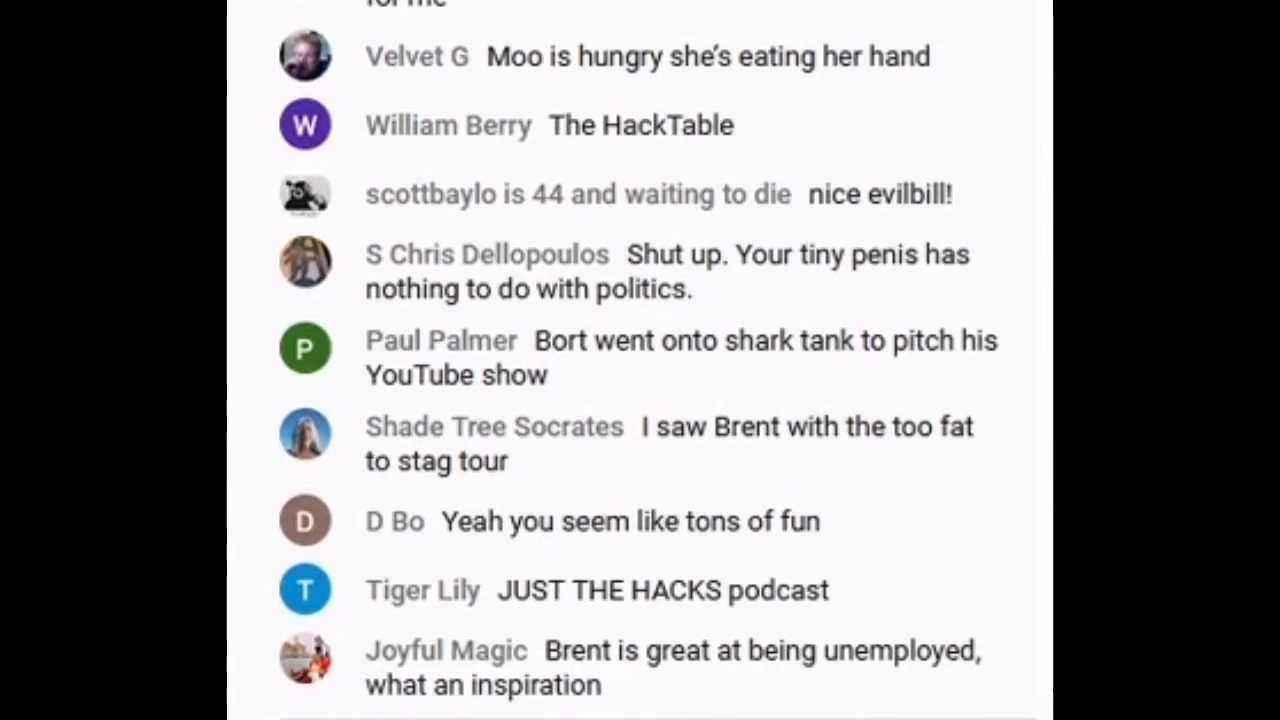 for me
Velvet G Moo is hungry she's eating her hand
W William Berry The HackTable
scottbaylo is 44 and waiting to die nice evilbill!
S Chris Dellopoulos Shut up. Your tiny penis has
nothing to do with politics.
P Paul Palmer Bort went onto shark tank to pitch his
YouTube show
Shade Tree Socrates I saw Brent with the too fat
to stag tour
D D Bo Yeah you seem like tons of fun
T Tiger Lily JUST THE HACKS podcast
Joyful Magic Brent is great at being unemployed,
what an inspiration